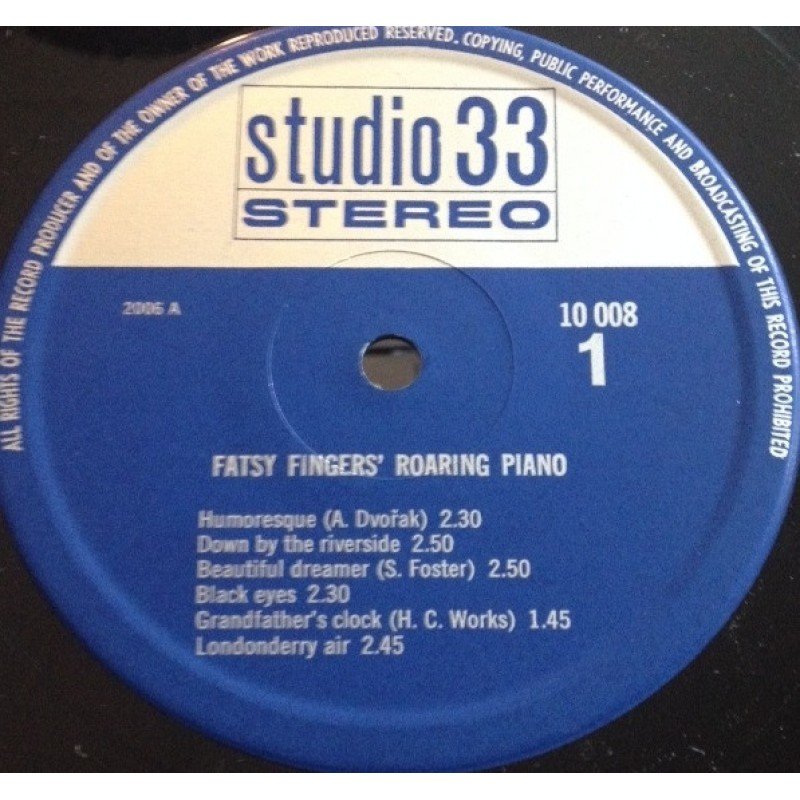 ALL RIGHTS OF THE RECORD PRODUCER AND OF THE OWNER OF THE WORK REPRODUCED RESERVED. COPYING, PUBLIC PERFORMANCE AND BROADCASTING OF THIS RECORD PROHIBITED
studio 33
STEREO
2006 A
10 008
1
FATSY FINGERS' ROARING PIANO
Humoresque (A. Dvořak) 2.30
Down by the riverside 2.50
Beautiful dreamer (S. Foster) 2.50
Black eyes 2.30
Grandfather's clock (H. C. Works) 1.45
Londonderry air 2.45